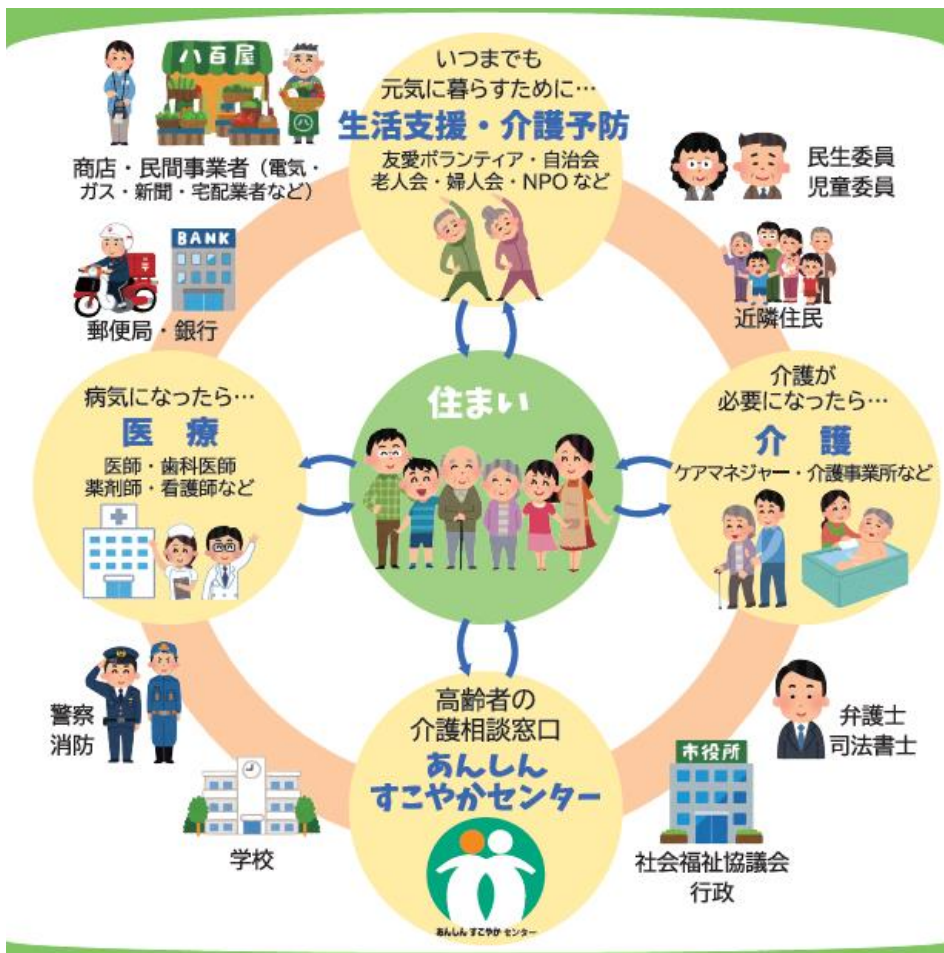 八百屋
商店・民間事業者（電気・
ガス・新聞・宅配業者など）
BANK
郵便局・銀行
いつまでも
元気に暮らすために…
生活支援・介護予防
友愛ボランティア・自治会
老人会・婦人会・NPOなど
民生委員
児童委員
近隣住民
病気になったら…
医療
医師・歯科医師
薬剤師・看護師など
住まい
介護が
必要になったら…
介護
ケアマネジャー・介護事業所など
警察
消防
学校
高齢者の
介護相談窓口
あんしん
すこやかセンター
あんしんすこやかセンター
弁護士
司法書士
市役所
社会福祉協議会
行政